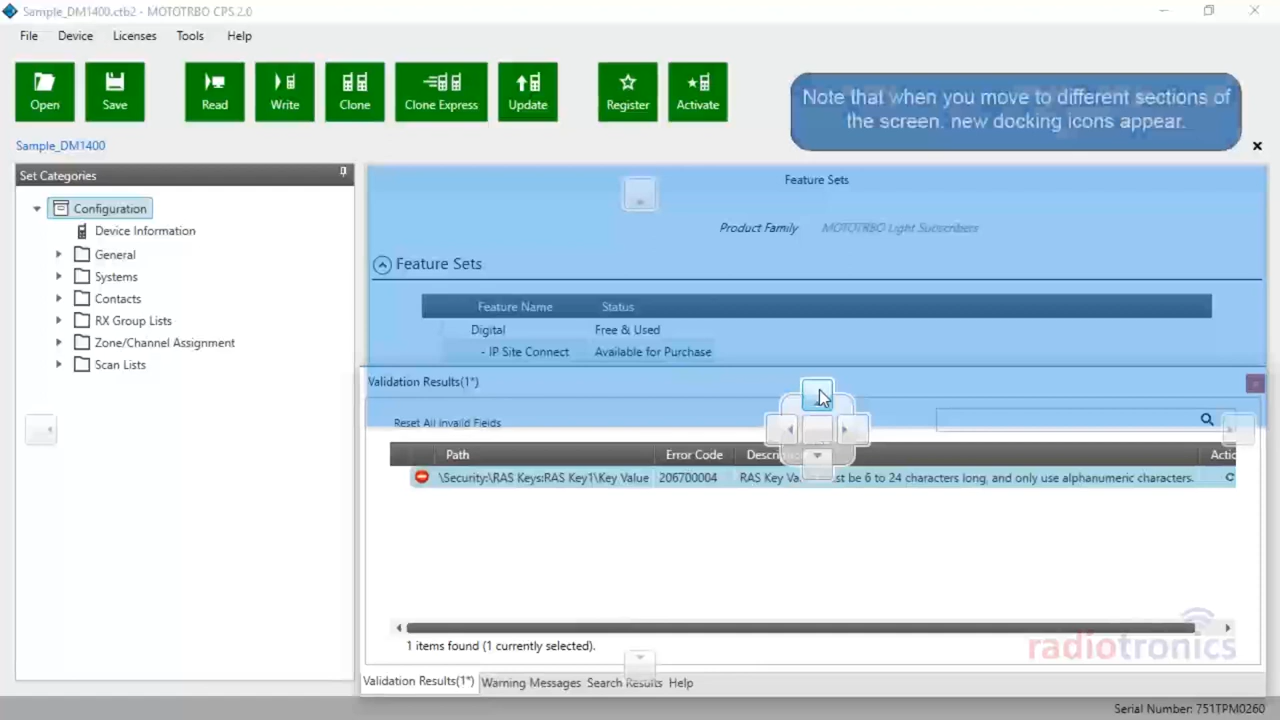 Sample_DM1400.ctb2 - MOTOTRBO CPS 2.0
File Device Licenses Tools Help
Open Save Read Write Clone Clone Express Update Register Activate
Note that when you move to different sections of
the screen. new docking icons appear.
Sample_DM1400
Set Categories
Configuration
Device Information
General
Systems
Contacts
RX Group Lists
Zone/Channel Assignment
Scan Lists
Feature Sets
Product Family MOTOTRBO Light Suscribers
Feature Sets
Feature Name Status
Digital Free & Used
- IP Site Connect Available for Purchase
Validation Results(1*)
Reset All Invalid Fields
Path Error Code
\Security:\RAS Keys:RAS Key1\Key Value 206700004 RAS Key be 6 to 24 characters long, and only use alphanumeric characters.
1 items found (1 currently selected).
radiotronics
Validation Results(1*) Warning Messages Search Results Help
Serial Number: 751TPM0260